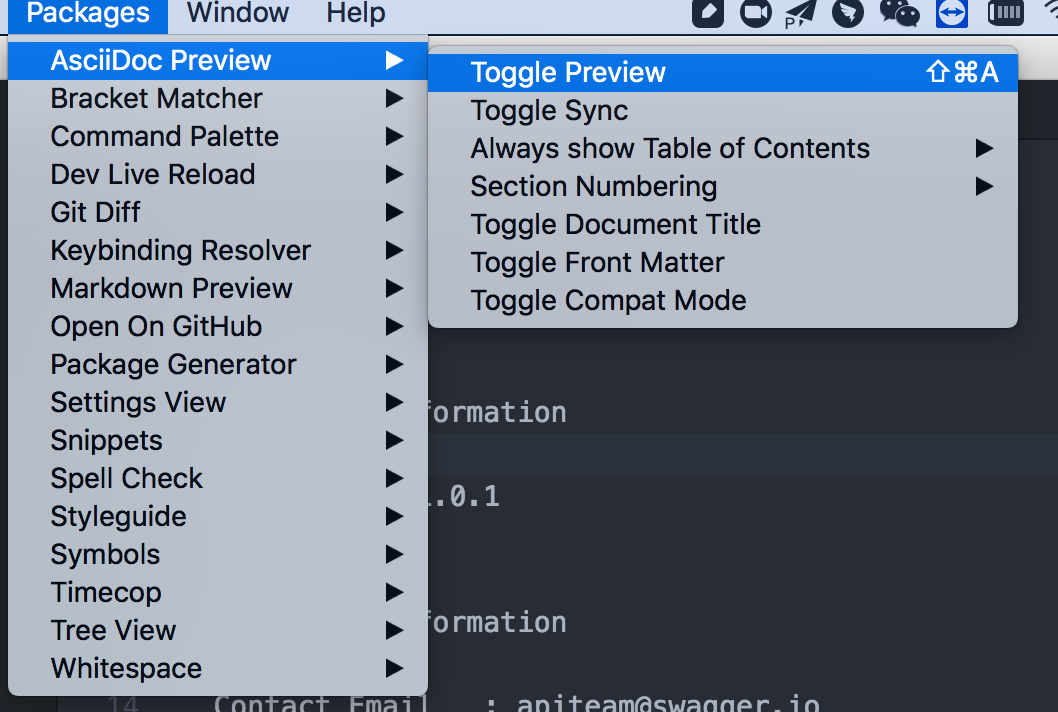 Packages Window Help
AsciiDoc Preview
Bracket Matcher
Command Palette
Dev Live Reload
Git Diff
Keybinding Resolver
Markdown Preview
Open On GitHub
Package Generator
Settings View
Snippets
Spell Check
Styleguide
Symbols
Timecop
Tree View
Whitespace
Toggle Preview ⇧⌘A
Toggle Sync
Always show Table of Contents
Section Numbering
Toggle Document Title
Toggle Front Matter
Toggle Compat Mode
formation
.0.1
formation
14 Contact Email : apiteam@swagger.io